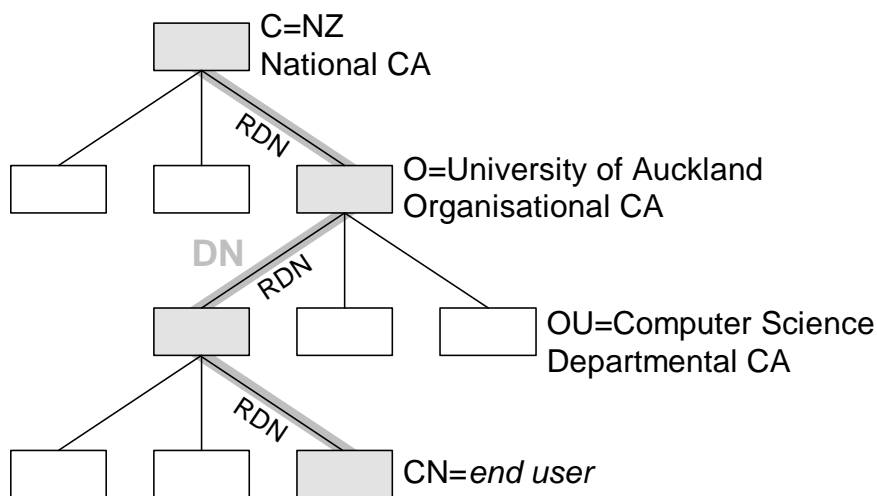 C=NZ
National CA
RDN
O=University of Auckland
Organisational CA
DN
RDN
OU=Computer Science
Departmental CA
RDN
CN=end user